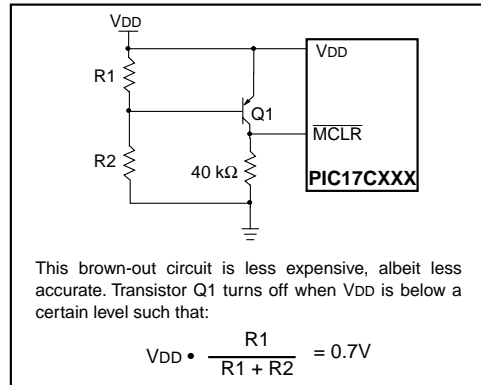 VDD
VDD
R1
Q1
MCLR
R2
40 kΩ
PIC17CXXX
This brown-out circuit is less expensive, albeit less
accurate. Transistor Q1 turns off when VDD is below a
certain level such that:
VDD • R1 / R1 + R2 = 0.7V